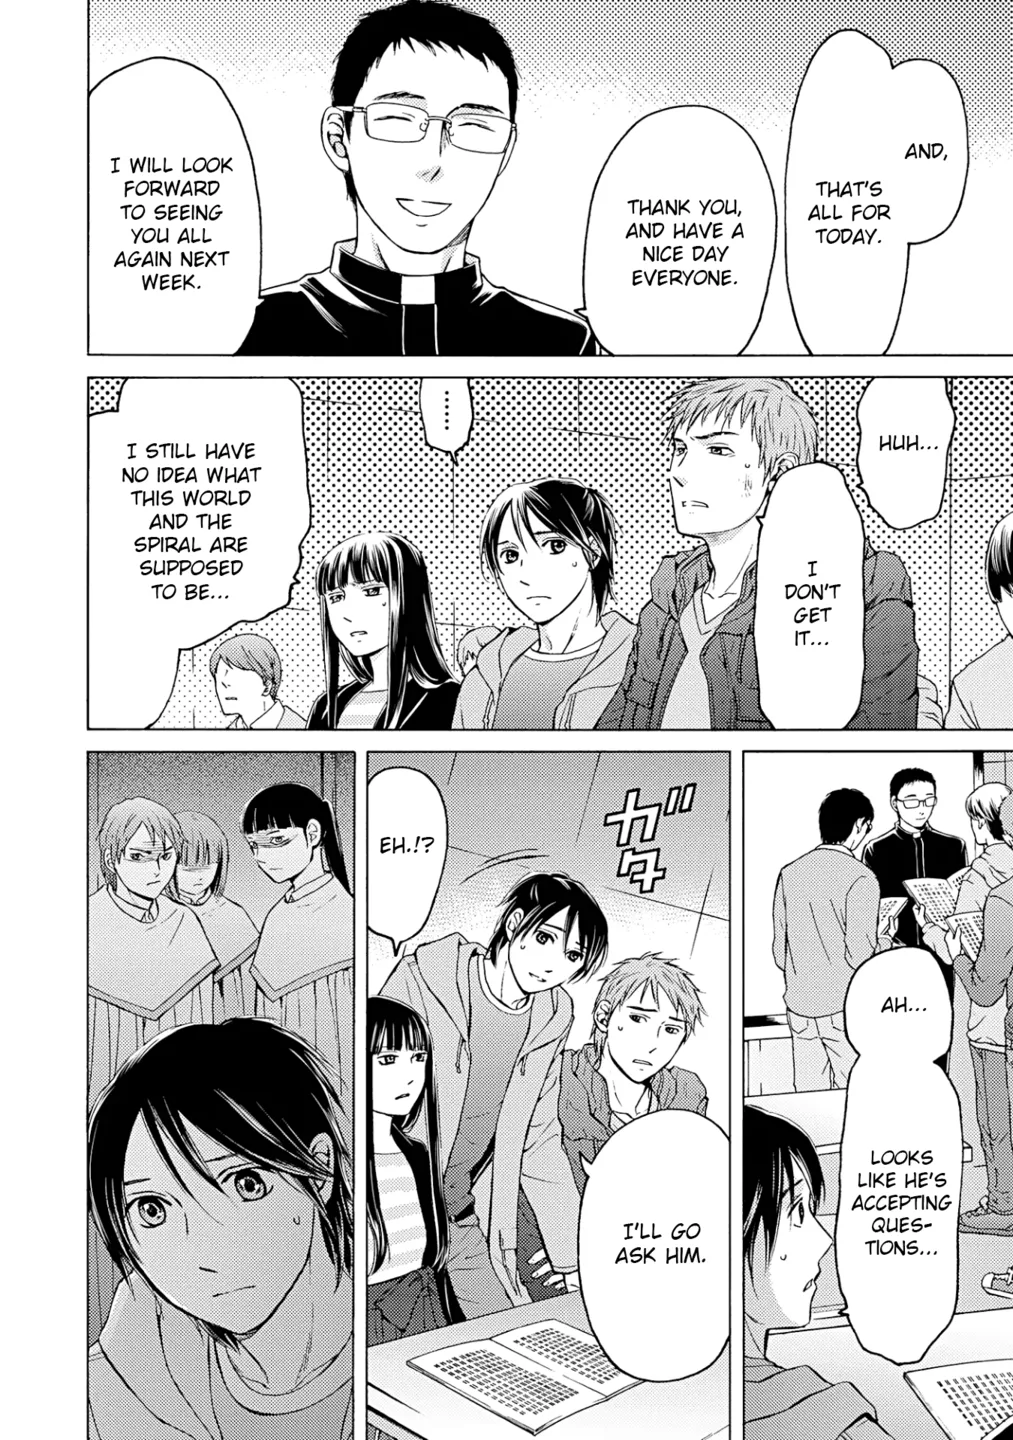 AND,
THAT'S
ALL FOR
TODAY.
THANK YOU,
AND HAVE A
NICE DAY
EVERYONE.
I WILL LOOK
FORWARD
TO SEEING
YOU ALL
AGAIN NEXT
WEEK.
HUH...
I
DON'T
GET
IT...
........
I STILL HAVE
NO IDEA WHAT
THIS WORLD
AND THE
SPIRAL ARE
SUPPOSED
TO BE...
AH...
LOOKS
LIKE HE'S
ACCEPTING
QUES-
TIONS...
ガタ
I'LL GO
ASK HIM.
EH!?